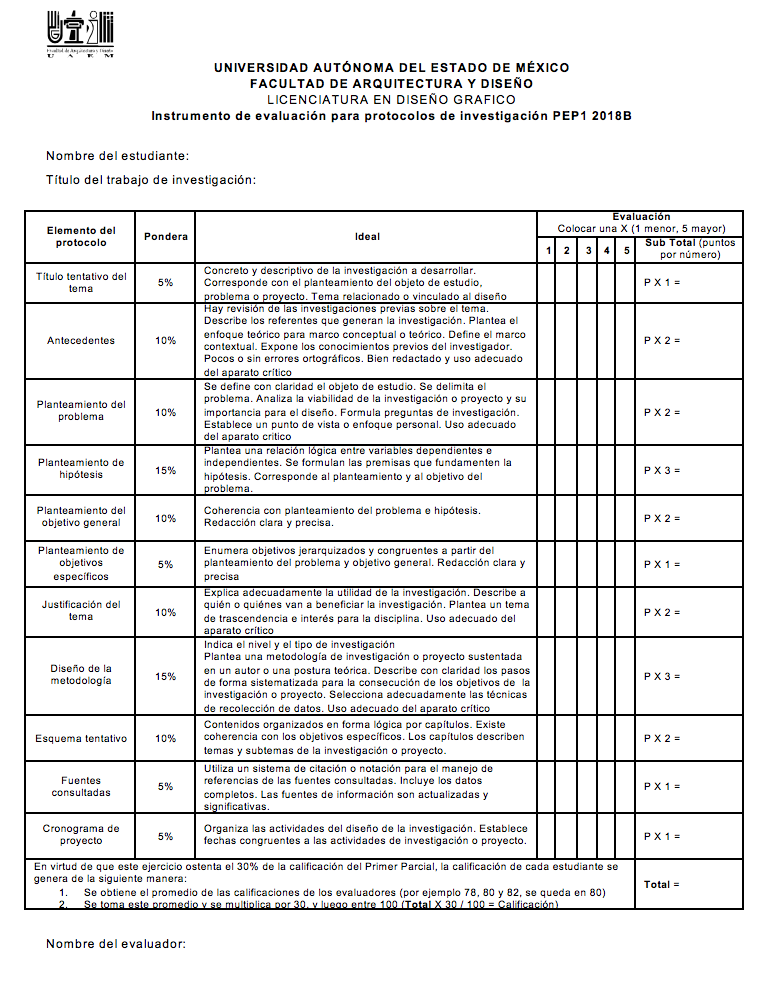 Facultad de Arquitectura y Diseño
U A E M
UNIVERSIDAD AUTÓNOMA DEL ESTADO DE MÉXICO
FACULTAD DE ARQUITECTURA Y DISEÑO
LICENCIATURA EN DISEÑO GRAFICO
Instrumento de evaluación para protocolos de investigación PEP1 2018B
Nombre del estudiante:
Título del trabajo de investigación:
Elemento del
protocolo
Pondera
Ideal
Evaluación
Colocar una X (1 menor, 5 mayor)
1 2 3 4 5
Sub Total (puntos
por número)
Título tentativo del
tema
5%
Concreto y descriptivo de la investigación a desarrollar.
Corresponde con el planteamiento del objeto de estudio,
problema o proyecto. Tema relacionado o vinculado al diseño
P X 1 =
Antecedentes
10%
Hay revisión de las investigaciones previas sobre el tema.
Describe los referentes que generan la investigación. Plantea el
enfoque teórico para marco conceptual o teórico. Define el marco
contextual. Expone los conocimientos previos del investigador.
Pocos o sin errores ortográficos. Bien redactado y uso adecuado
del aparato crítico
P X 2 =
Planteamiento del
problema
10%
Se define con claridad el objeto de estudio. Se delimita el
problema. Analiza la viabilidad de la investigación o proyecto y su
importancia para el diseño. Formula preguntas de investigación.
Establece un punto de vista o enfoque personal. Uso adecuado
del aparato critico
P X 2 =
Planteamiento de
hipótesis
15%
Plantea una relación lógica entre variables dependientes e
independientes. Se formulan las premisas que fundamenten la
hipótesis. Corresponde al planteamiento y al objetivo del
problema.
P X 3 =
Planteamiento del
objetivo general
10%
Coherencia con planteamiento del problema e hipótesis.
Redacción clara y precisa.
P X 2 =
Planteamiento de
objetivos
específicos
5%
Enumera objetivos jerarquizados y congruentes a partir del
planteamiento del problema y objetivo general. Redacción clara y
precisa
P X 1 =
Justificación del
tema
10%
Explica adecuadamente la utilidad de la investigación. Describe a
quién o quiénes van a beneficiar la investigación. Plantea un tema
de trascendencia e interés para la disciplina. Uso adecuado del
aparato crítico
P X 2 =
Diseño de la
metodología
15%
Indica el nivel y el tipo de investigación
Plantea una metodología de investigación o proyecto sustentada
en un autor o una postura teórica. Describe con claridad los pasos
de forma sistematizada para la consecución de los objetivos de la
investigación o proyecto. Selecciona adecuadamente las técnicas
de recolección de datos. Uso adecuado del aparato crítico
P X 3 =
Esquema tentativo
10%
Contenidos organizados en forma lógica por capítulos. Existe
coherencia con los objetivos específicos. Los capítulos describen
temas y subtemas de la investigación o proyecto.
P X 2 =
Fuentes
consultadas
5%
Utiliza un sistema de citación o notación para el manejo de
referencias de las fuentes consultadas. Incluye los datos
completos. Las fuentes de información son actualizadas y
significativas.
P X 1 =
Cronograma de
proyecto
5%
Organiza las actividades del diseño de la investigación. Establece
fechas congruentes a las actividades de investigación o proyecto.
P X 1 =
En virtud de que este ejercicio ostenta el 30% de la calificación del Primer Parcial, la calificación de cada estudiante se
genera de la siguiente manera:
1. Se obtiene el promedio de las calificaciones de los evaluadores (por ejemplo 78, 80 y 82, se queda en 80)
2. Se toma este promedio y se multiplica por 30, y luego entre 100 (Total X 30 / 100 = Calificación)
Total =
Nombre del evaluador: